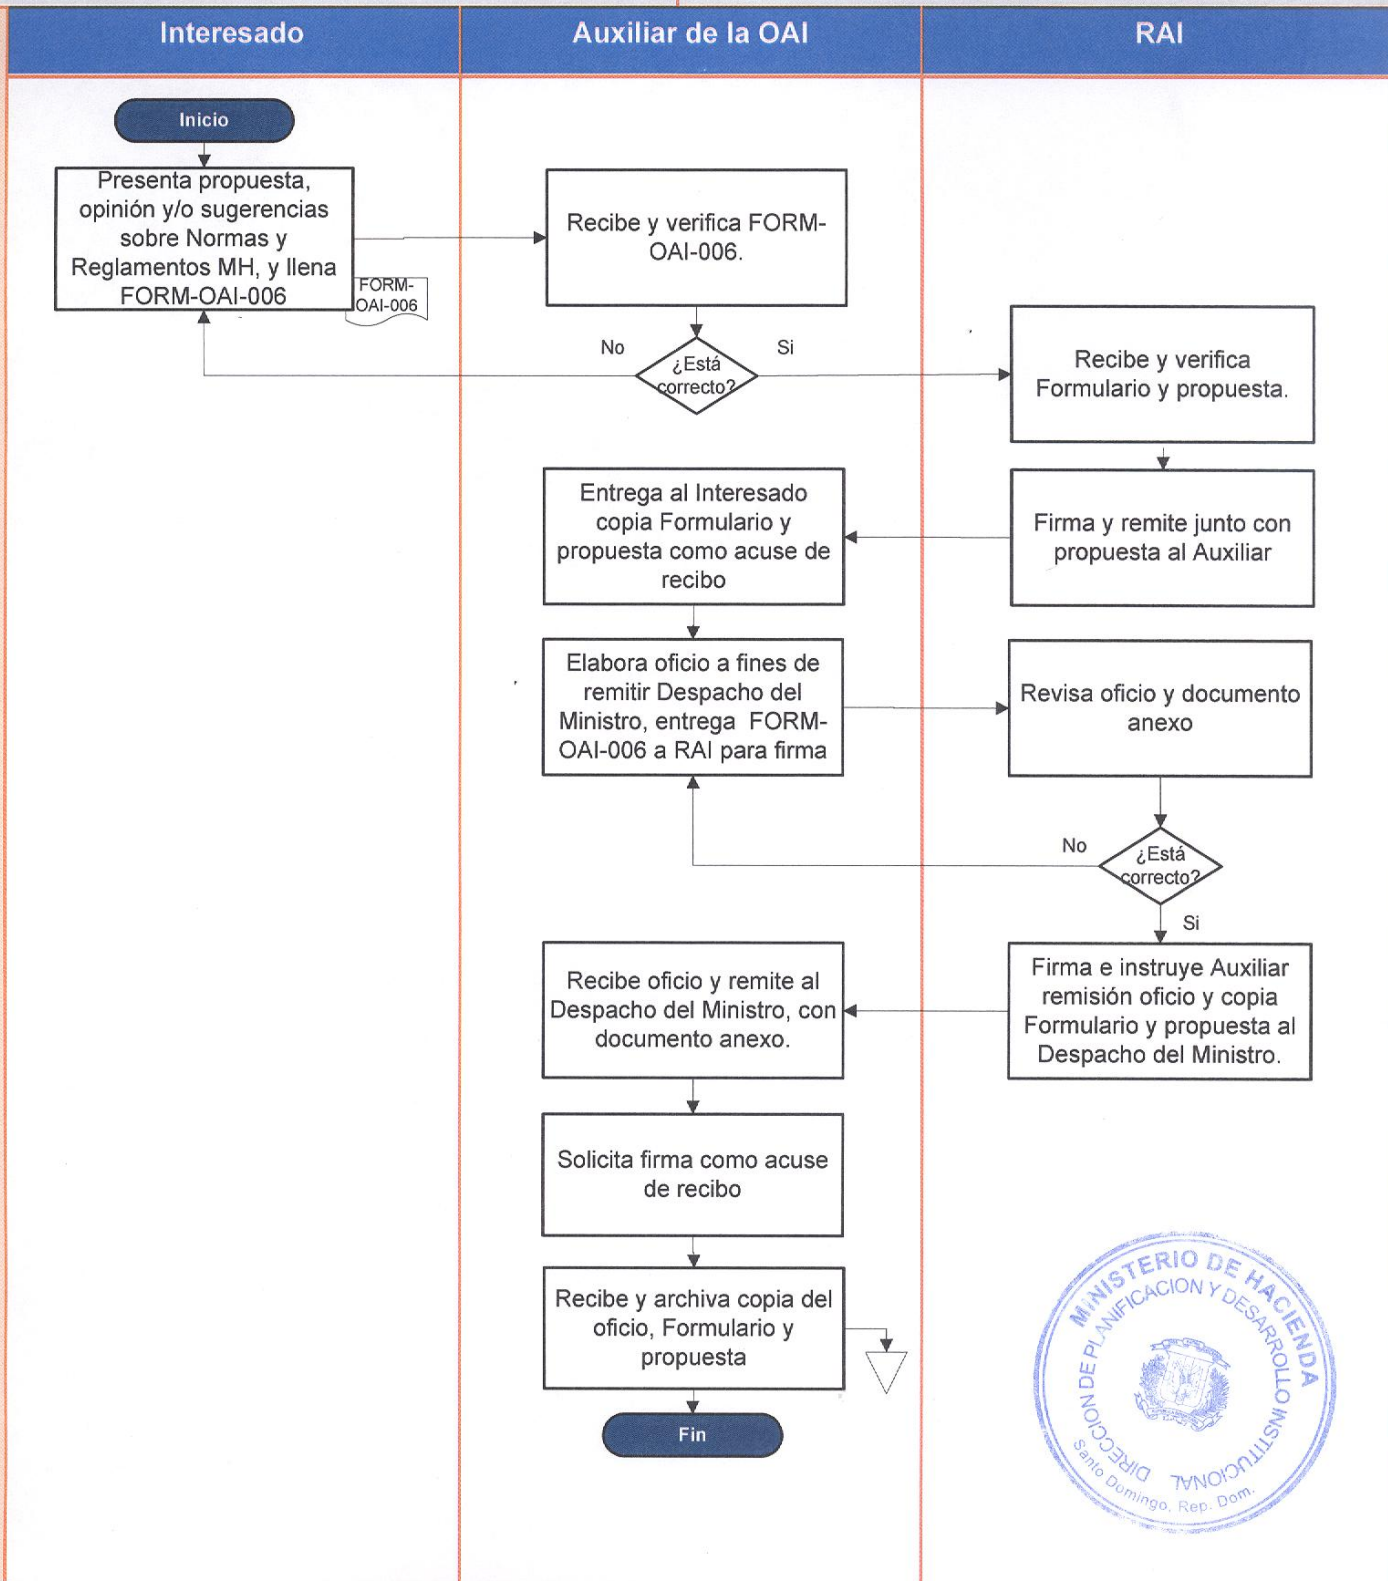 Interesado
Auxiliar de la OAI
RAI
Inicio
Presenta propuesta,
opinión y/o sugerencias
sobre Normas y
Reglamentos MH, y llena
FORM-OAI-006
FORM-
OAI-006
Recibe y verifica FORM-
OAI-006.
No
¿Está
correcto?
Si
Recibe y verifica
Formulario y propuesta.
Firma y remite junto con
propuesta al Auxiliar
Entrega al Interesado
copia Formulario y
propuesta como acuse de
recibo
Elabora oficio a fines de
remitir Despacho del
Ministro, entrega FORM-
OAI-006 a RAI para firma
Revisa oficio y documento
anexo
No
¿Está
correcto?
Si
Firma e instruye Auxiliar
remisión oficio y copia
Formulario y propuesta al
Despacho del Ministro.
Recibe oficio y remite al
Despacho del Ministro, con
documento anexo.
Solicita firma como acuse
de recibo
Recibe y archiva copia del
oficio, Formulario y
propuesta
Fin
MINISTERIO DE HACIENDA
DIRECCION DE PLANIFICACION Y DESARROLLO INSTITUCIONAL
Santo Domingo, Rep. Dom.